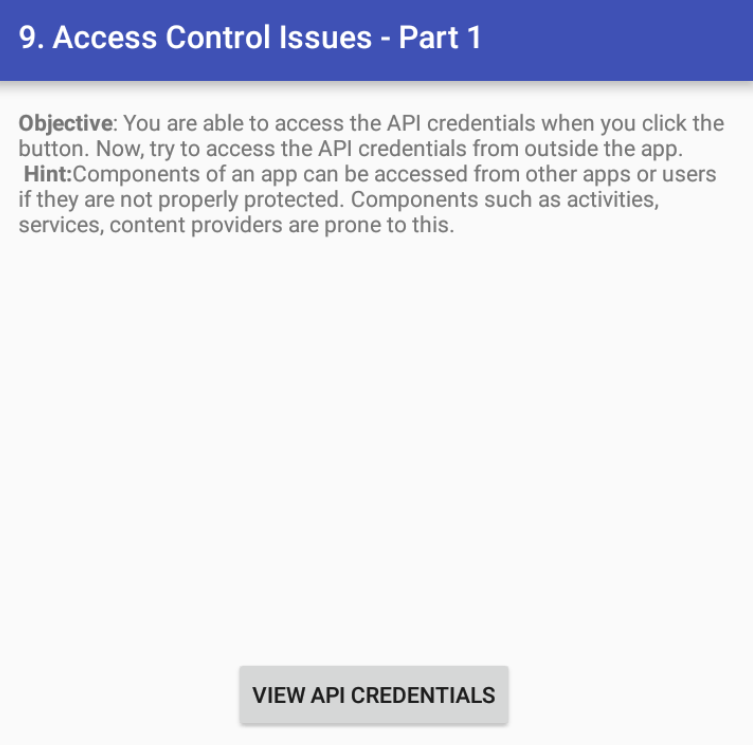 9. Access Control Issues - Part 1
Objective: You are able to access the API credentials when you click the
button. Now, try to access the API credentials from outside the app.
Hint:Components of an app can be accessed from other apps or users
if they are not properly protected. Components such as activities,
services, content providers are prone to this.
VIEW API CREDENTIALS